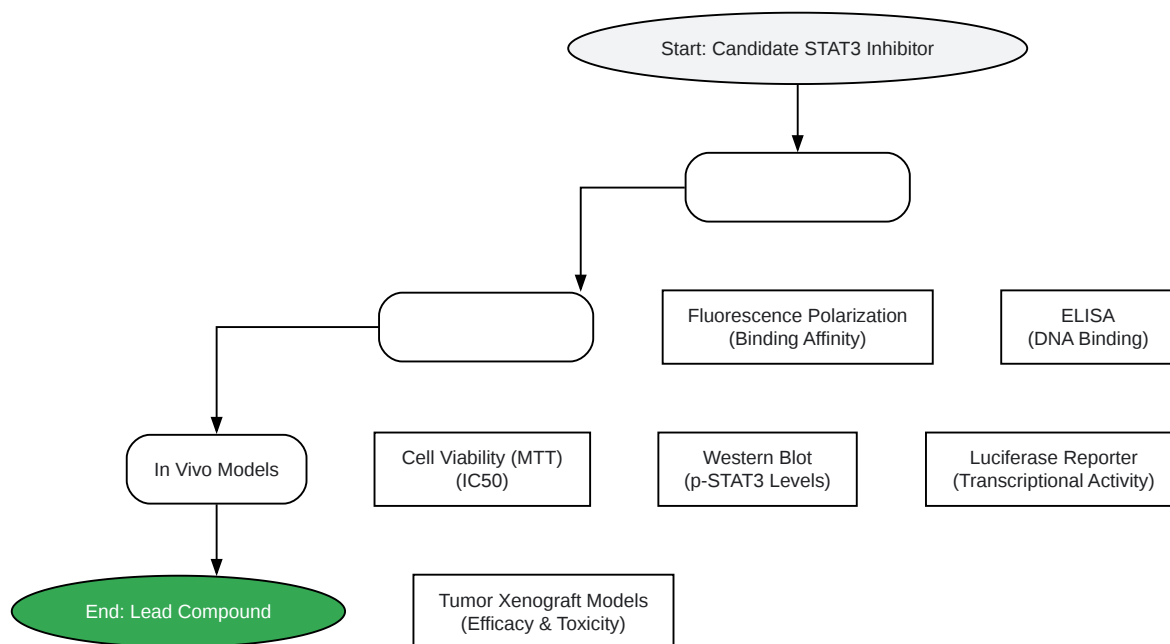 Start: Candidate STAT3 Inhibitor
Fluorescence Polarization
(Binding Affinity)
ELISA
(DNA Binding)
In Vivo Models
Cell Viability (MTT)
(IC50)
Western Blot
(p-STAT3 Levels)
Luciferase Reporter
(Transcriptional Activity)
End: Lead Compound
Tumor Xenograft Models
(Efficacy & Toxicity)